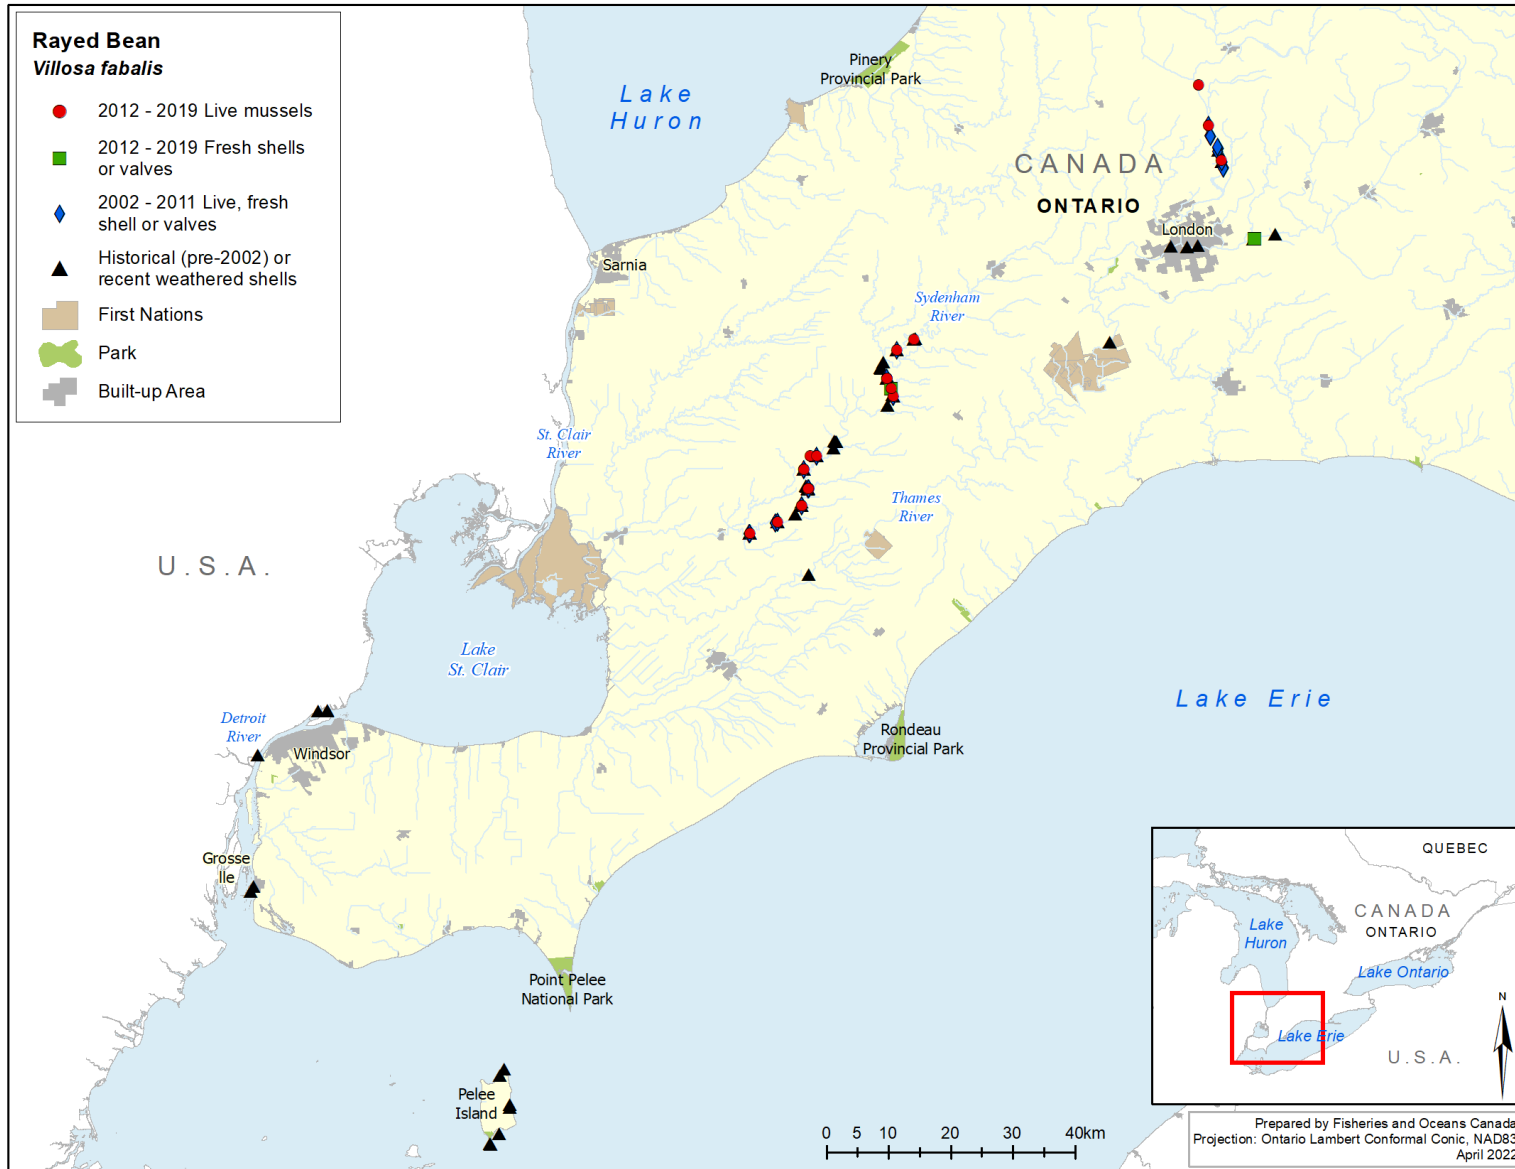 Rayed Bean
Villosa fabalis
2012 - 2019 Live mussels
2012 - 2019 Fresh shells
or valves
2002 - 2011 Live, fresh
shell or valves
Historical (pre-2002) or
recent weathered shells
First Nations
Park
Built-up Area
Lake
Huron
Pinery
Provincial Park
CANADA
ONTARIO
London
Sarnia
Sydenham
River
St. Clair
River
Thames
River
U.S.A.
Lake
St. Clair
Lake Erie
Detroit
River
Windsor
Rondeau
Provincial Park
Grosse
Ile
Point Pelee
National Park
Pelee
Island
0 5 10 20 30 40km
QUEBEC
CANADA
ONTARIO
Lake
Huron
Lake Ontario
Lake Erie
U.S.A.
N
Prepared by Fisheries and Oceans Canada
Projection: Ontario Lambert Conformal Conic, NAD83
April 2022